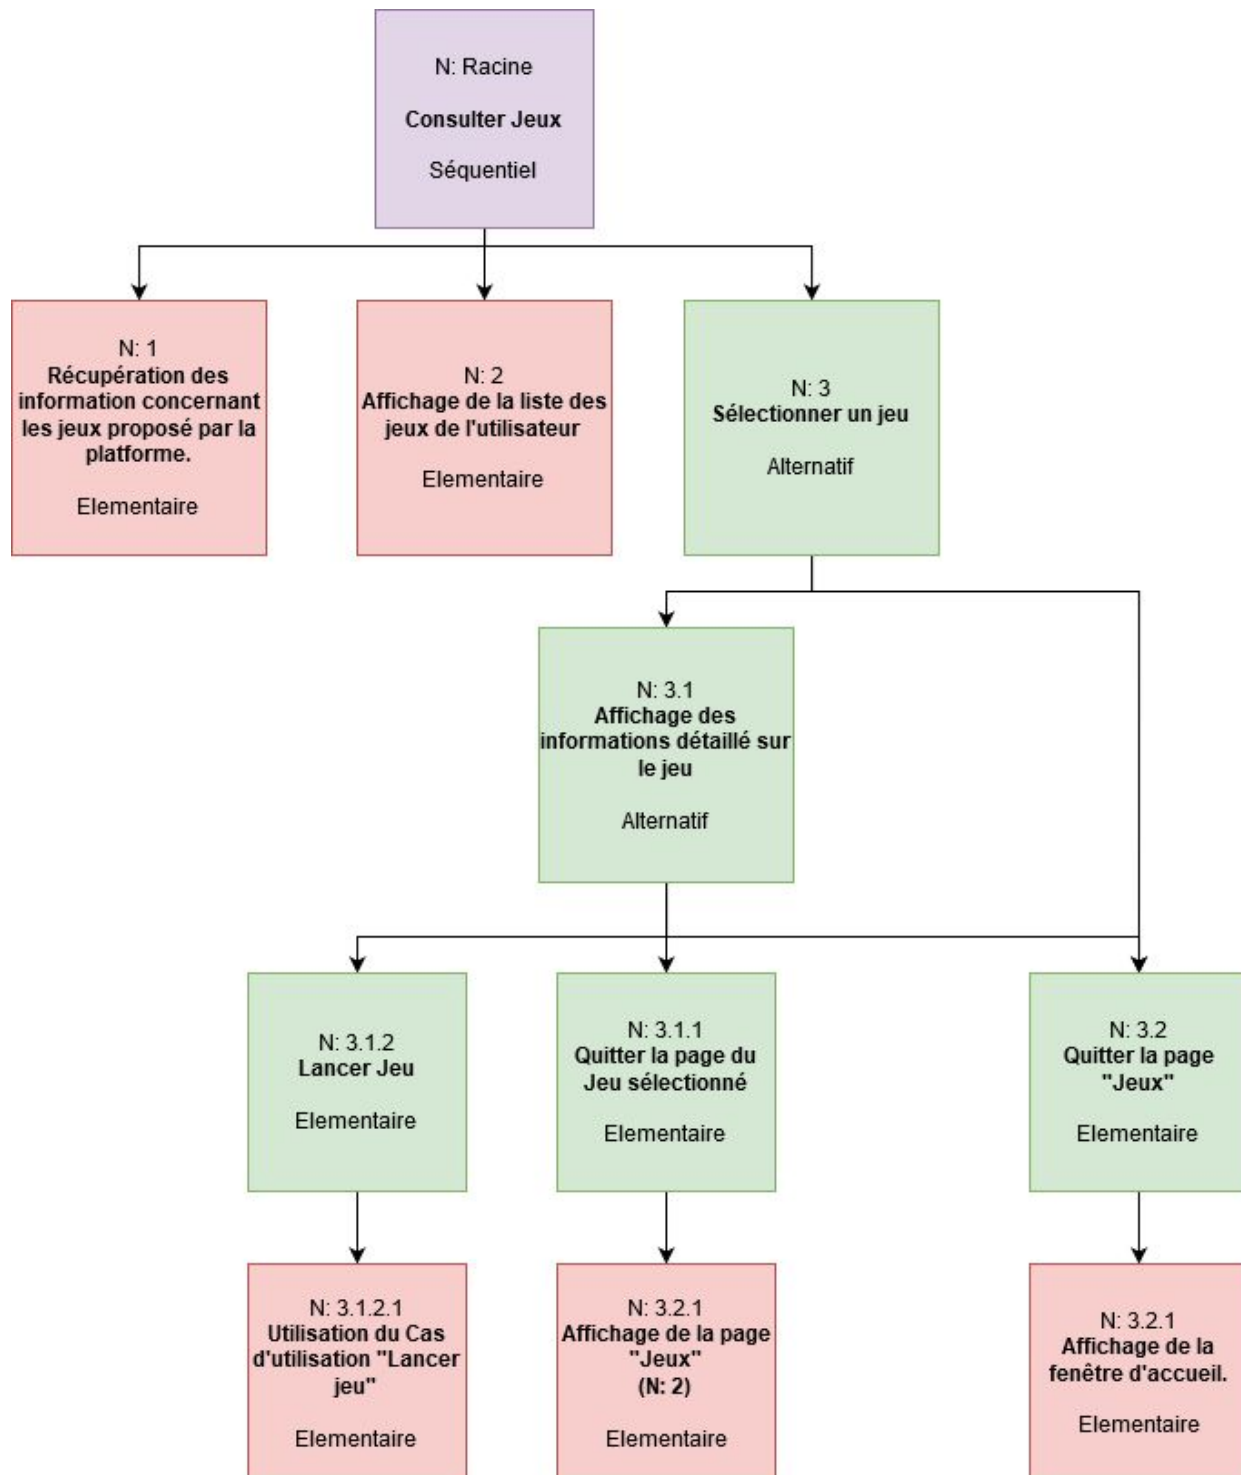 N: Racine
Consulter Jeux
Séquentiel
N: 1
Récupération des
information concernant
les jeux proposé par la
platforme.
Elementaire
N: 2
Affichage de la liste des
jeux de l'utilisateur
Elementaire
N: 3
Sélectionner un jeu
Alternatif
N: 3.1
Affichage des
informations détaillé sur
le jeu
Alternatif
N: 3.1.2
Lancer Jeu
Elementaire
N: 3.1.1
Quitter la page du
Jeu sélectionné
Elementaire
N: 3.2
Quitter la page
"Jeux"
Elementaire
N: 3.1.2.1
Utilisation du Cas
d'utilisation "Lancer
jeu"
Elementaire
N: 3.2.1
Affichage de la page
"Jeux"
(N: 2)
Elementaire
N: 3.2.1
Affichage de la
fenêtre d'accueil.
Elementaire